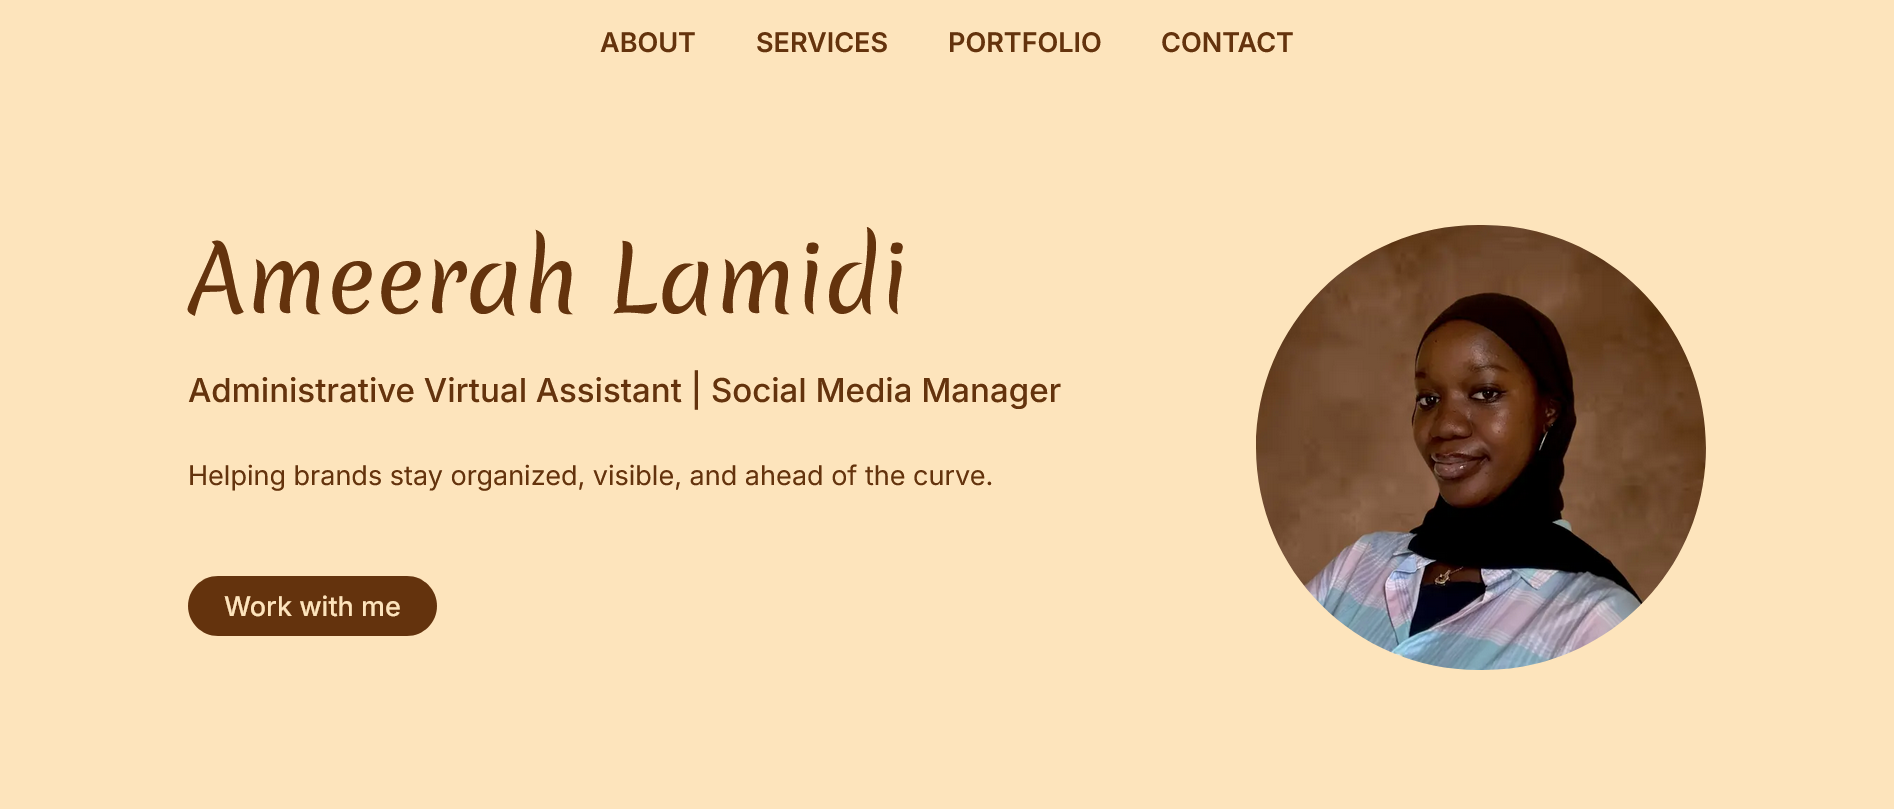 ABOUT SERVICES PORTFOLIO CONTACT
Ameerah Lamidi
Administrative Virtual Assistant | Social Media Manager
Helping brands stay organized, visible, and ahead of the curve.
Work with me